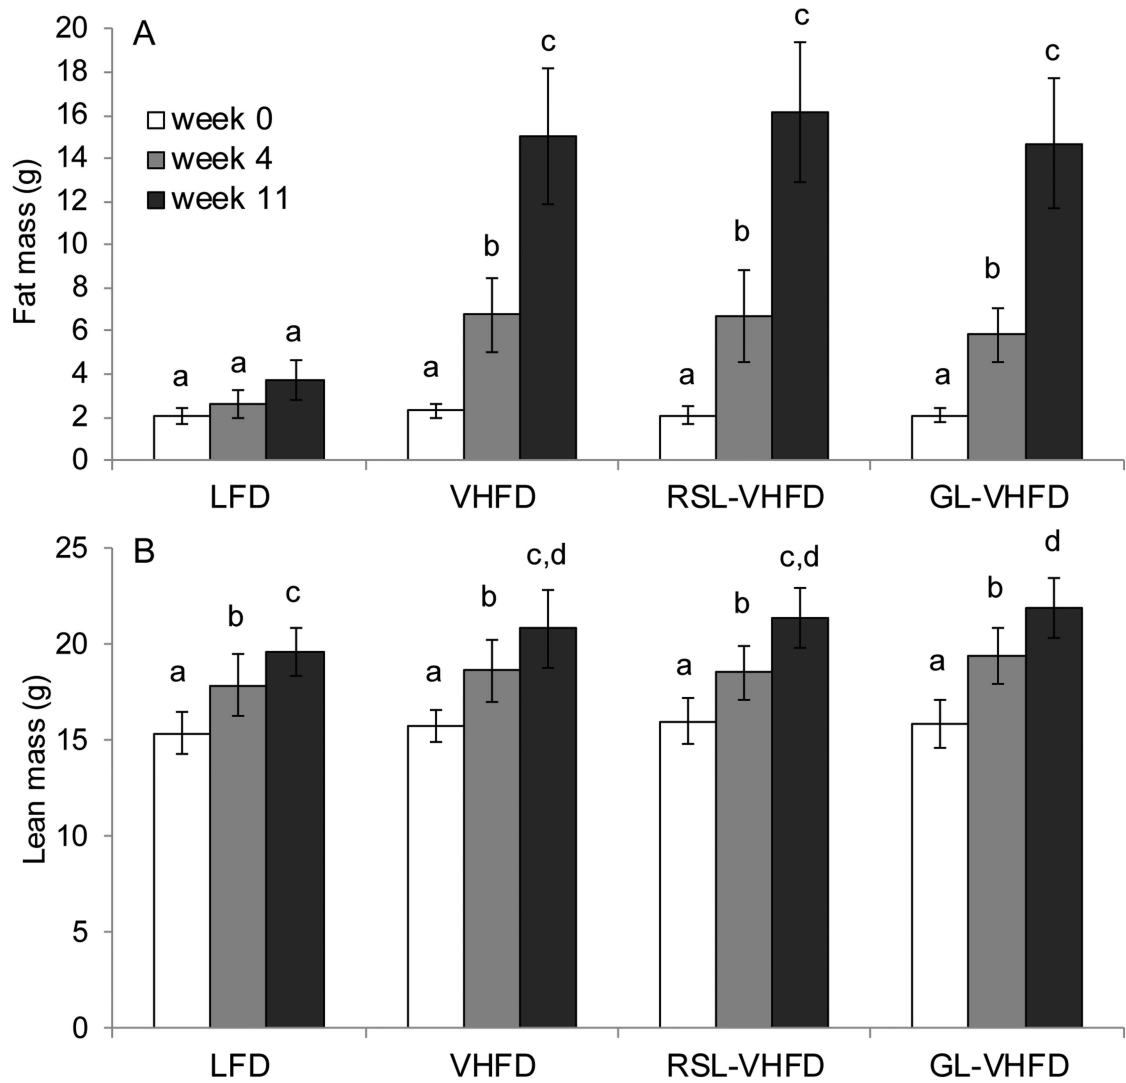 A
Fat mass (g)
20
18
16
14
12
10
8
6
4
2
0
week 0
week 4
week 11
a
a
a
a
b
c
a
b
c
a
b
c
LFD
VHFD
RSL-VHFD
GL-VHFD
B
Lean mass (g)
25
20
15
10
5
0
a
b
c
a
b
c,d
a
b
c,d
a
b
d
LFD
VHFD
RSL-VHFD
GL-VHFD